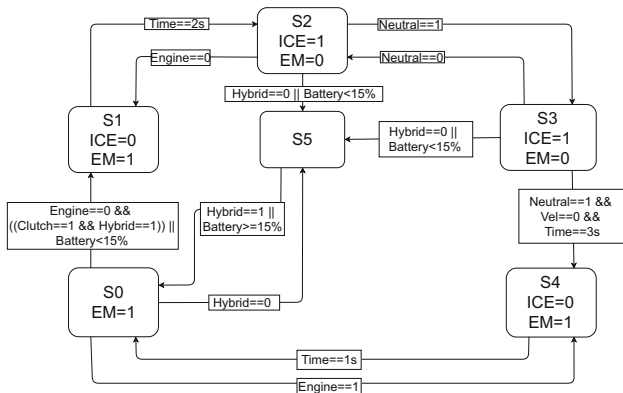 Time==2s
S2
ICE=1
EM=0
Neutral==1
Engine==0
Neutral==0
Hybrid==0 || Battery<15%
S1
ICE=0
EM=1
S5
Hybrid==0 ||
Battery<15%
S3
ICE=1
EM=0
Engine==0 &&
((Clutch==1 && Hybrid==1)) ||
Battery<15%
Hybrid==1 ||
Battery>=15%
Neutral==1 &&
Vel==0 &&
Time==3s
S0
EM=1
Hybrid==0
S4
ICE=0
EM=1
Time==1s
Engine==1